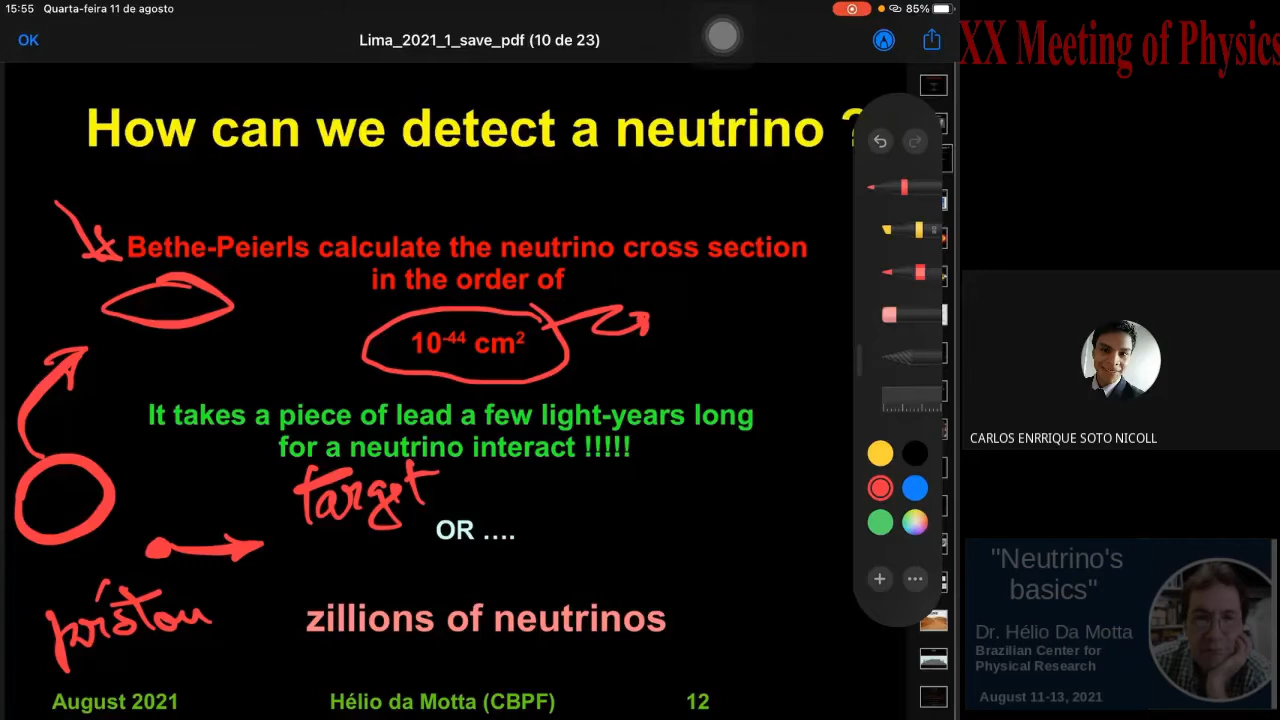 15:55 Quarta-feira 11 de agosto
85%
OK
Lima_2021_1_save_pdf (10 de 23)
XX Meeting of Physics
How can we detect a neutrino ?
Bethe-Peierls calculate the neutrino cross section
in the order of
10⁻⁴⁴ cm²
It takes a piece of lead a few light-years long
for a neutrino interact !!!!!
target
OR ....
zillions of neutrinos
August 2021
Hélio da Motta (CBPF)
12
CARLOS ENRRIQUE SOTO NICOLL
"Neutrino's
basics"
Dr. Hélio Da Motta
Brazilian Center for
Physical Research
August 11-13, 2021